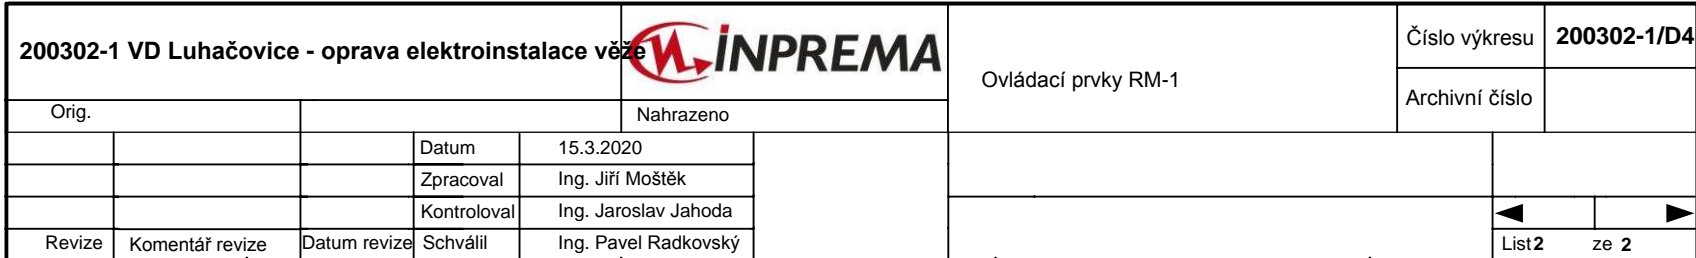 200302-1 VD Luhačovice - oprava elektroinstalace věže
INPREMA
Ovládací prvky RM-1
Číslo výkresu 200302-1/D4
Archivní číslo
Orig.
Nahrazeno
Datum 15.3.2020
Zpracoval Ing. Jiří Moštěk
Kontroloval Ing. Jaroslav Jahoda
Revize Komentář revize Datum revize Schválil Ing. Pavel Radkovský
List 2 ze 2